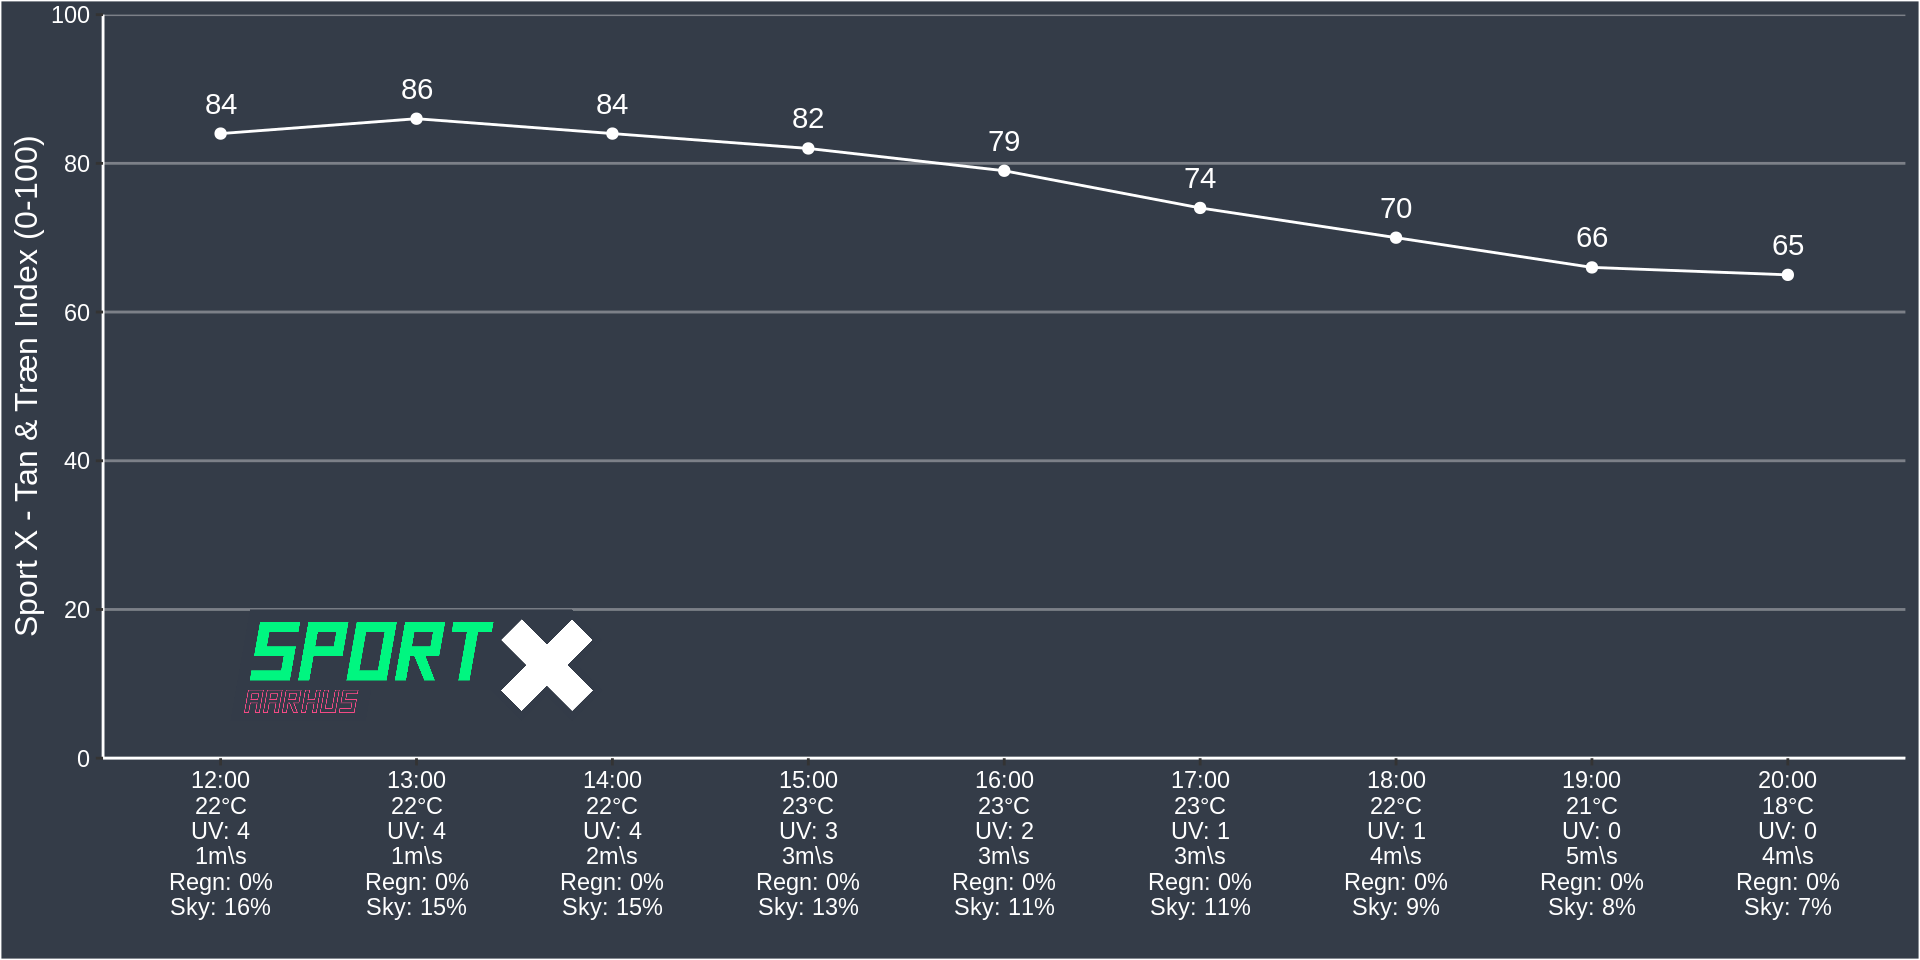 Sport X - Tan & Træn Index (0-100)
100
80
60
40
20
0
84
86
84
82
79
74
70
66
65
SPORT X
AARHUS
12:00 13:00 14:00 15:00 16:00 17:00 18:00 19:00 20:00
22°C 22°C 22°C 23°C 23°C 23°C 22°C 21°C 18°C
UV: 4 UV: 4 UV: 4 UV: 3 UV: 2 UV: 1 UV: 1 UV: 0 UV: 0
1m\s 1m\s 2m\s 3m\s 3m\s 3m\s 4m\s 5m\s 4m\s
Regn: 0% Regn: 0% Regn: 0% Regn: 0% Regn: 0% Regn: 0% Regn: 0% Regn: 0% Regn: 0%
Sky: 16% Sky: 15% Sky: 15% Sky: 13% Sky: 11% Sky: 11% Sky: 9% Sky: 8% Sky: 7%